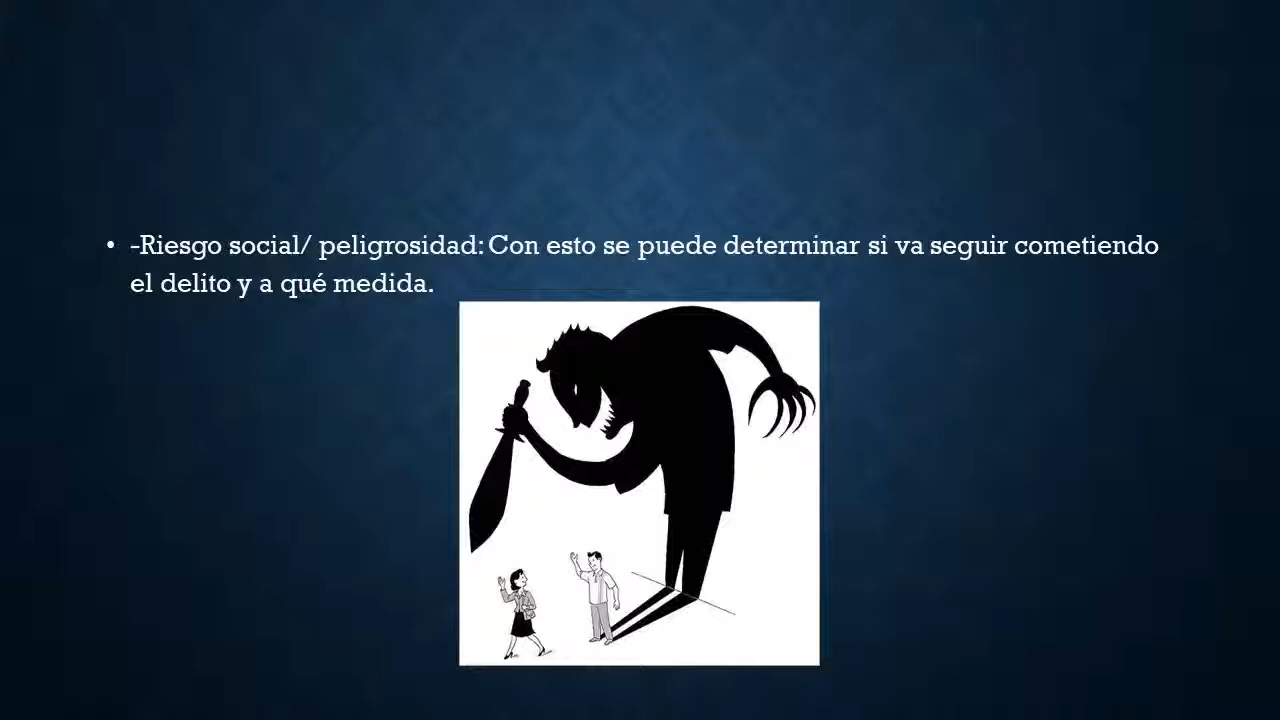 • -Riesgo social/ peligrosidad: Con esto se puede determinar si va seguir cometiendo
el delito y a qué medida.